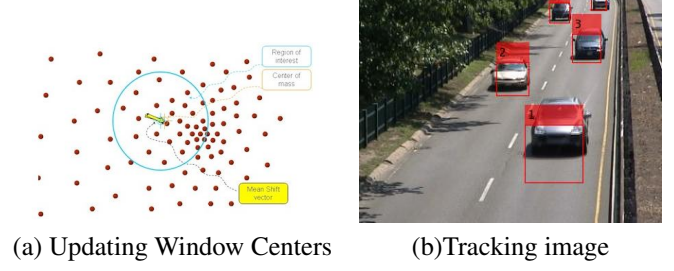 Region of
interest
Center of
mass
Mean Shift
vector
2
3
1
(a) Updating Window Centers
(b)Tracking image